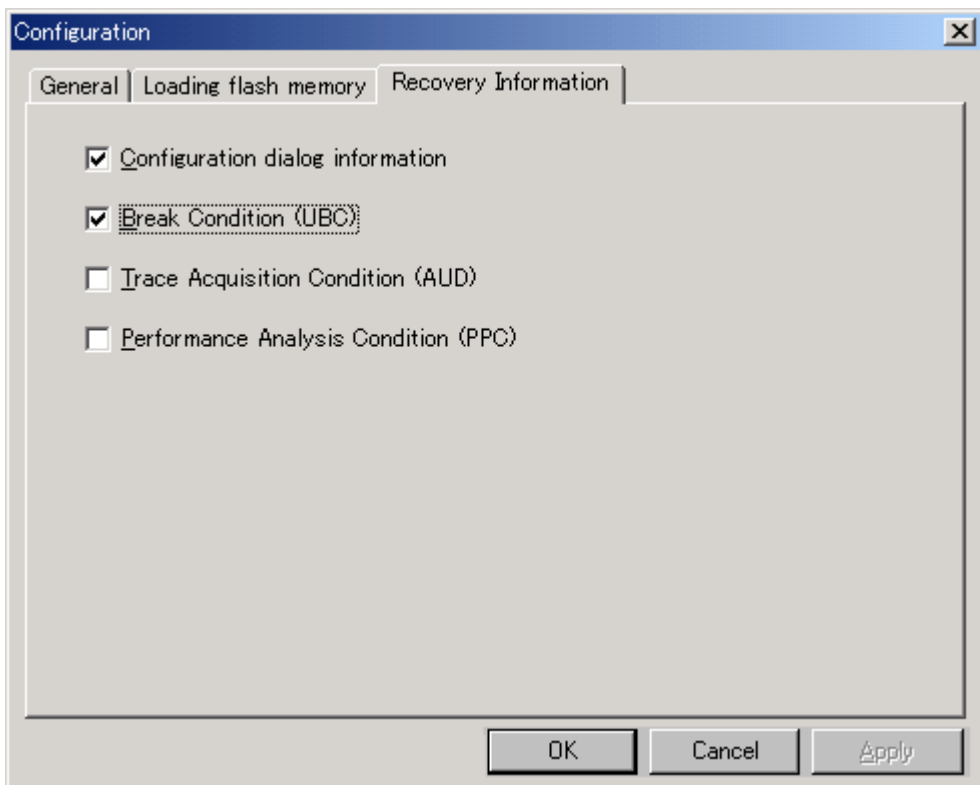 Configuration
General Loading flash memory Recovery Information
Configuration dialog information
Break Condition (UBC)
Trace Acquisition Condition (AUD)
Performance Analysis Condition (PPC)
OK Cancel Apply